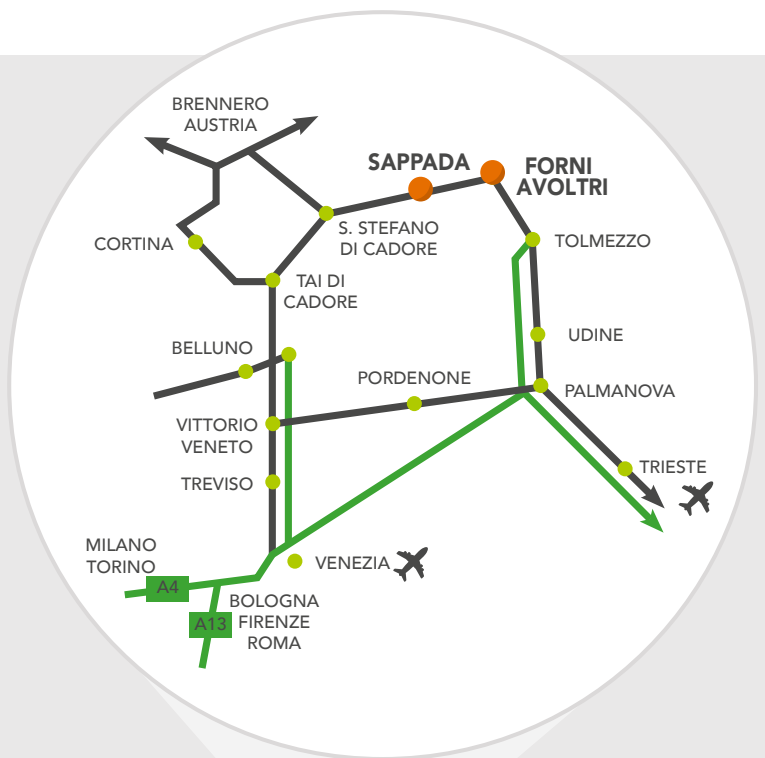 BRENNERO
AUSTRIA
SAPPADA
FORNI
AVOLTRI
S. STEFANO
DI CADORE
TOLMEZZO
CORTINA
TAI DI
CADORE
BELLUNO
UDINE
PORDENONE
PALMANOVA
VITTORIO
VENETO
TRIESTE
TREVISO
MILANO
TORINO
VENEZIA
A4
BOLOGNA
FIRENZE
ROMA
A13